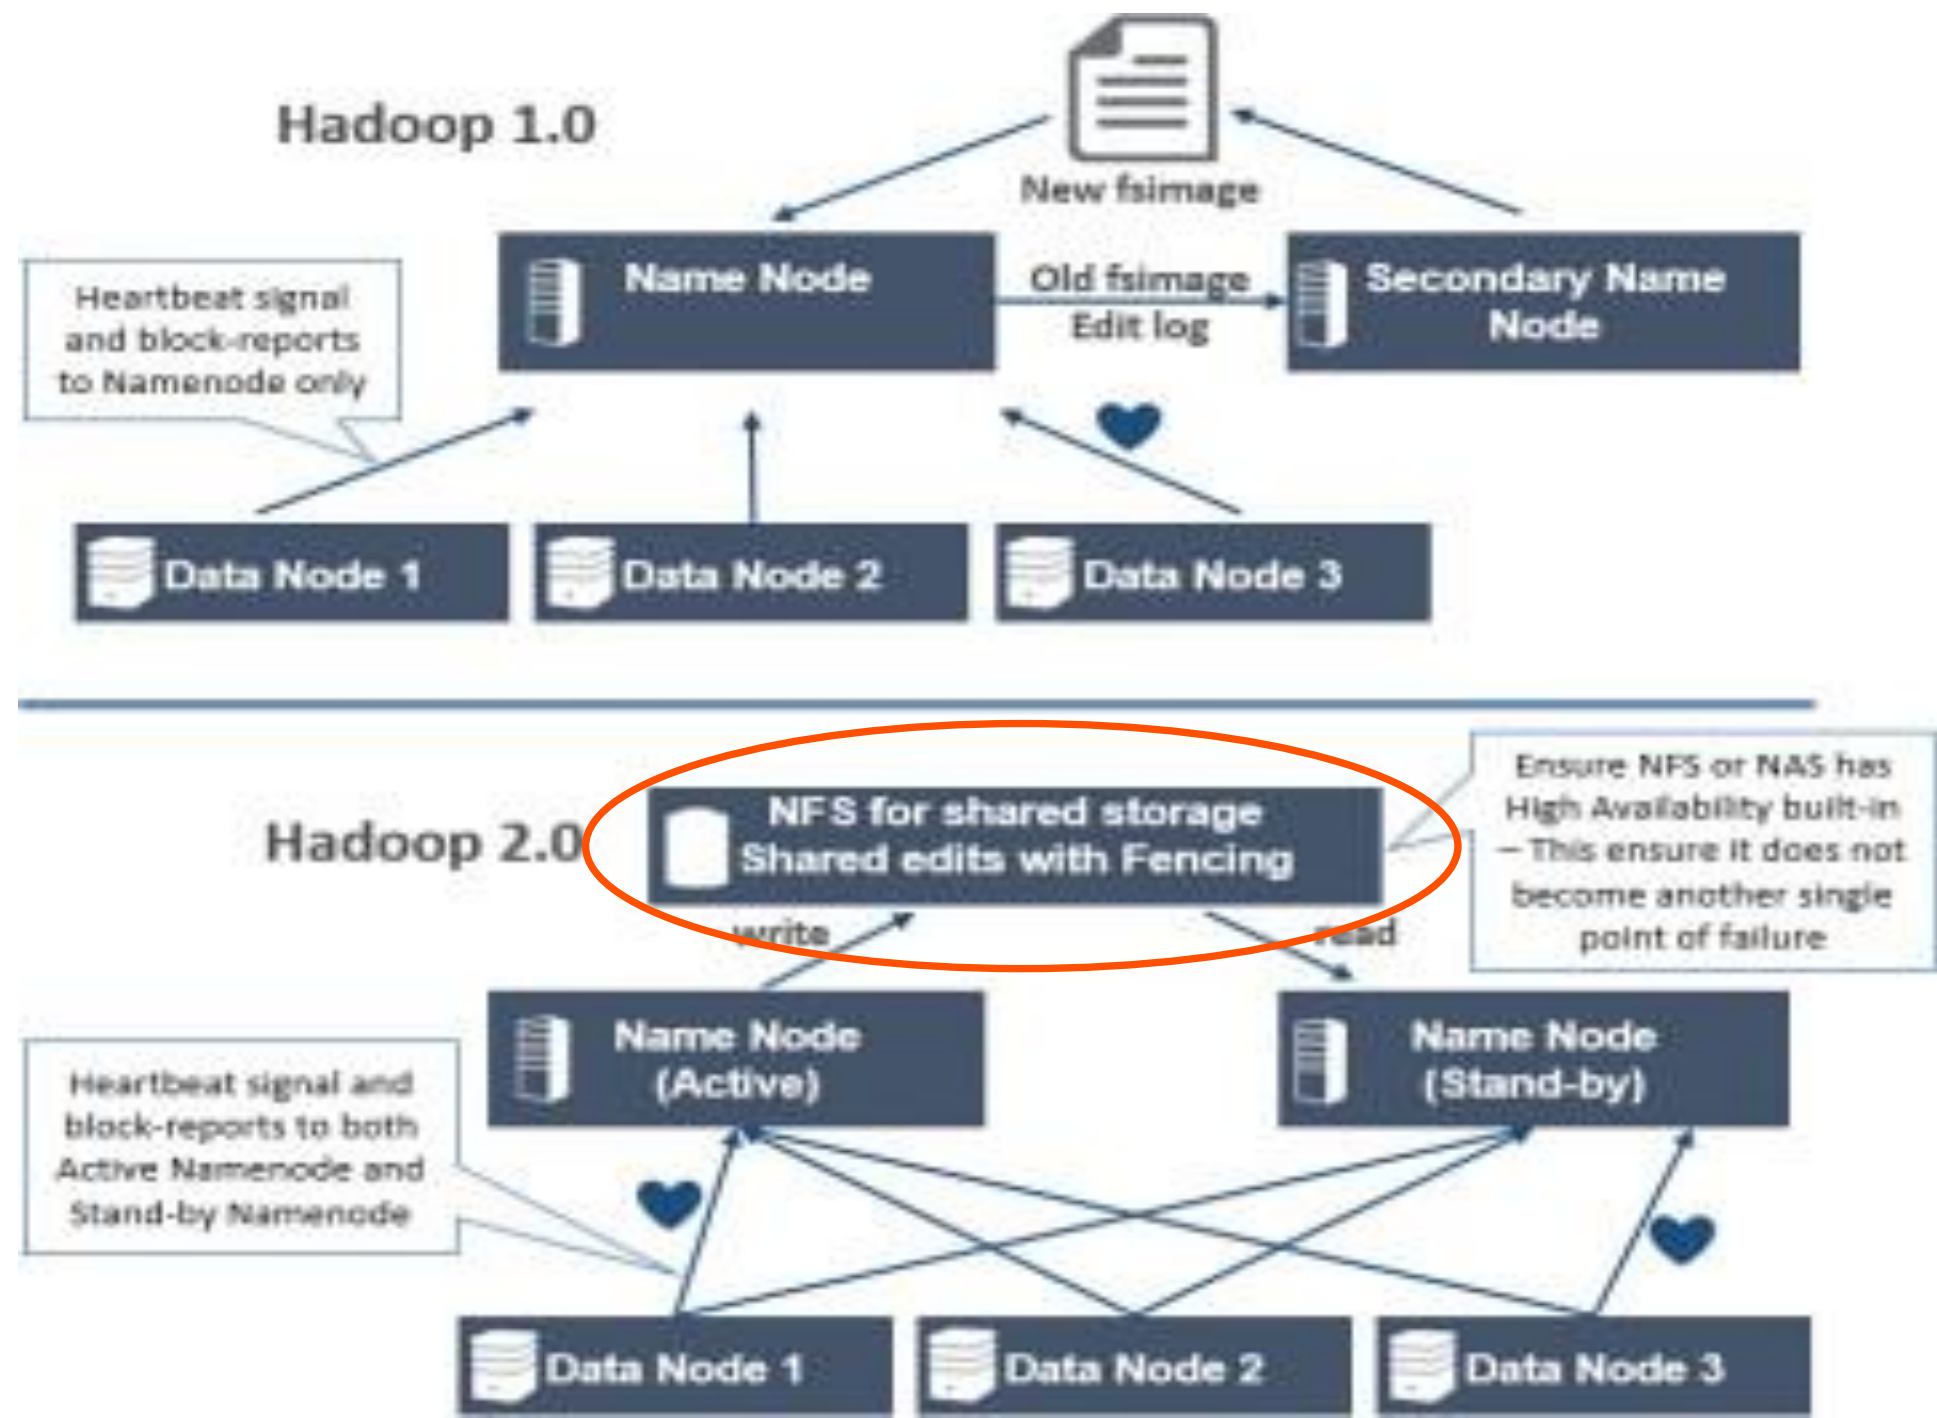 Hadoop 1.0
New fsimage
Name Node
Old fsimage
Edit log
Secondary Name
Node
Heartbeat signal
and block-reports
to Namenode only
Data Node 1
Data Node 2
Data Node 3
Hadoop 2.0
NFS for shared storage
Shared edits with Fencing
Ensure NFS or NAS has
High Availability built-in
– This ensure it does not
become another single
point of failure
write
read
Name Node
(Active)
Name Node
(Stand-by)
Heartbeat signal and
block-reports to both
Active Namenode and
Stand-by Namenode
Data Node 1
Data Node 2
Data Node 3